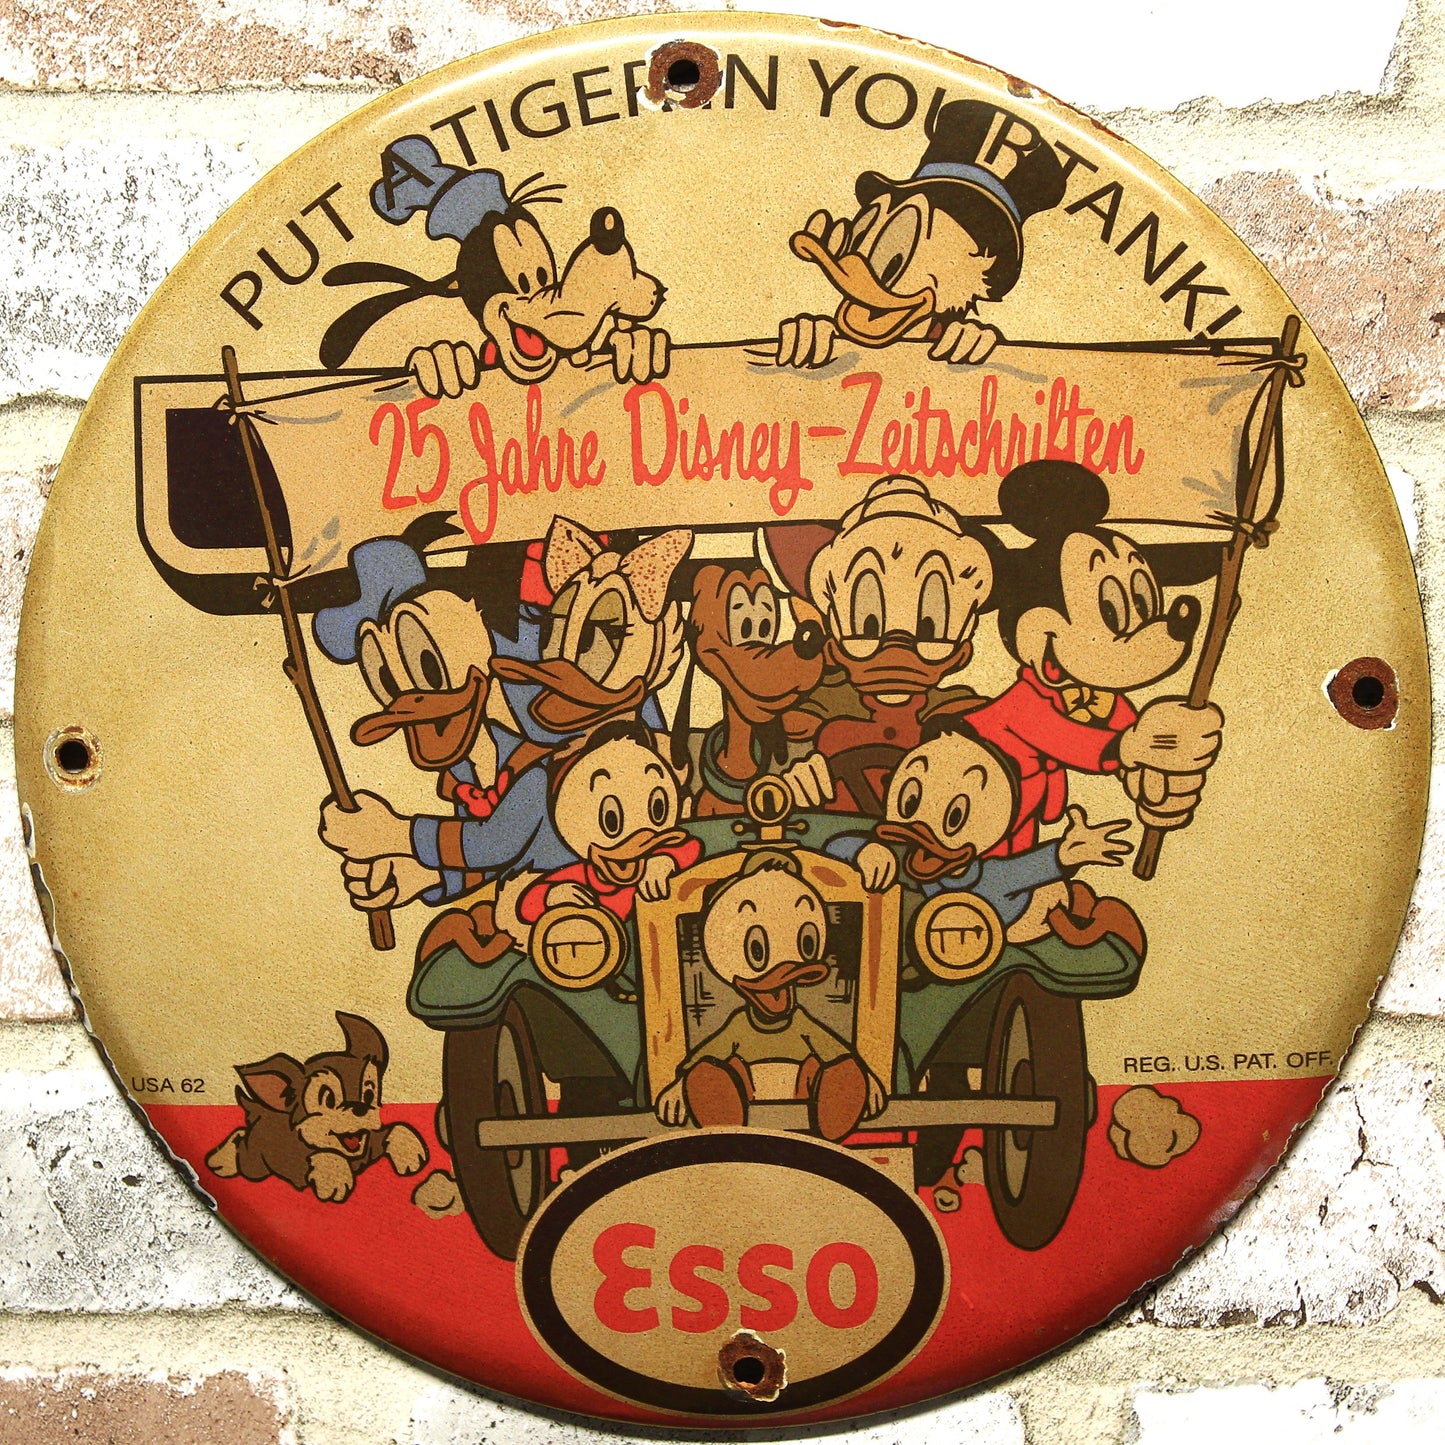 PUT A TIGER IN YOUR TANK!
25 Jahre Disney-Zeitschriften
USA 62
REG. U.S. PAT. OFF.
Esso